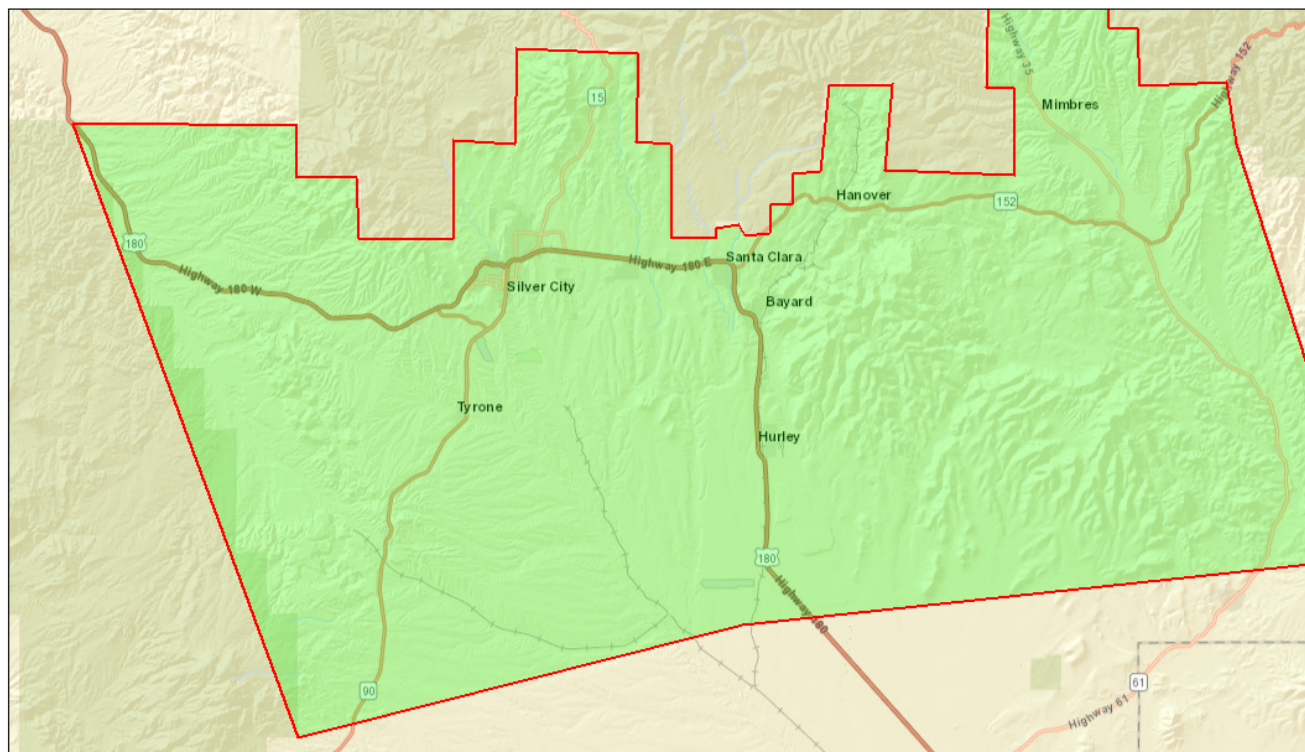 Highway 35
Highway 152
15
Mimbres
Hanover
152
180
Highway 180 W
Highway 180 E
Santa Clara
Silver City
Bayard
Tyrone
Hurley
180
Highway 180
90
61
Highway 61